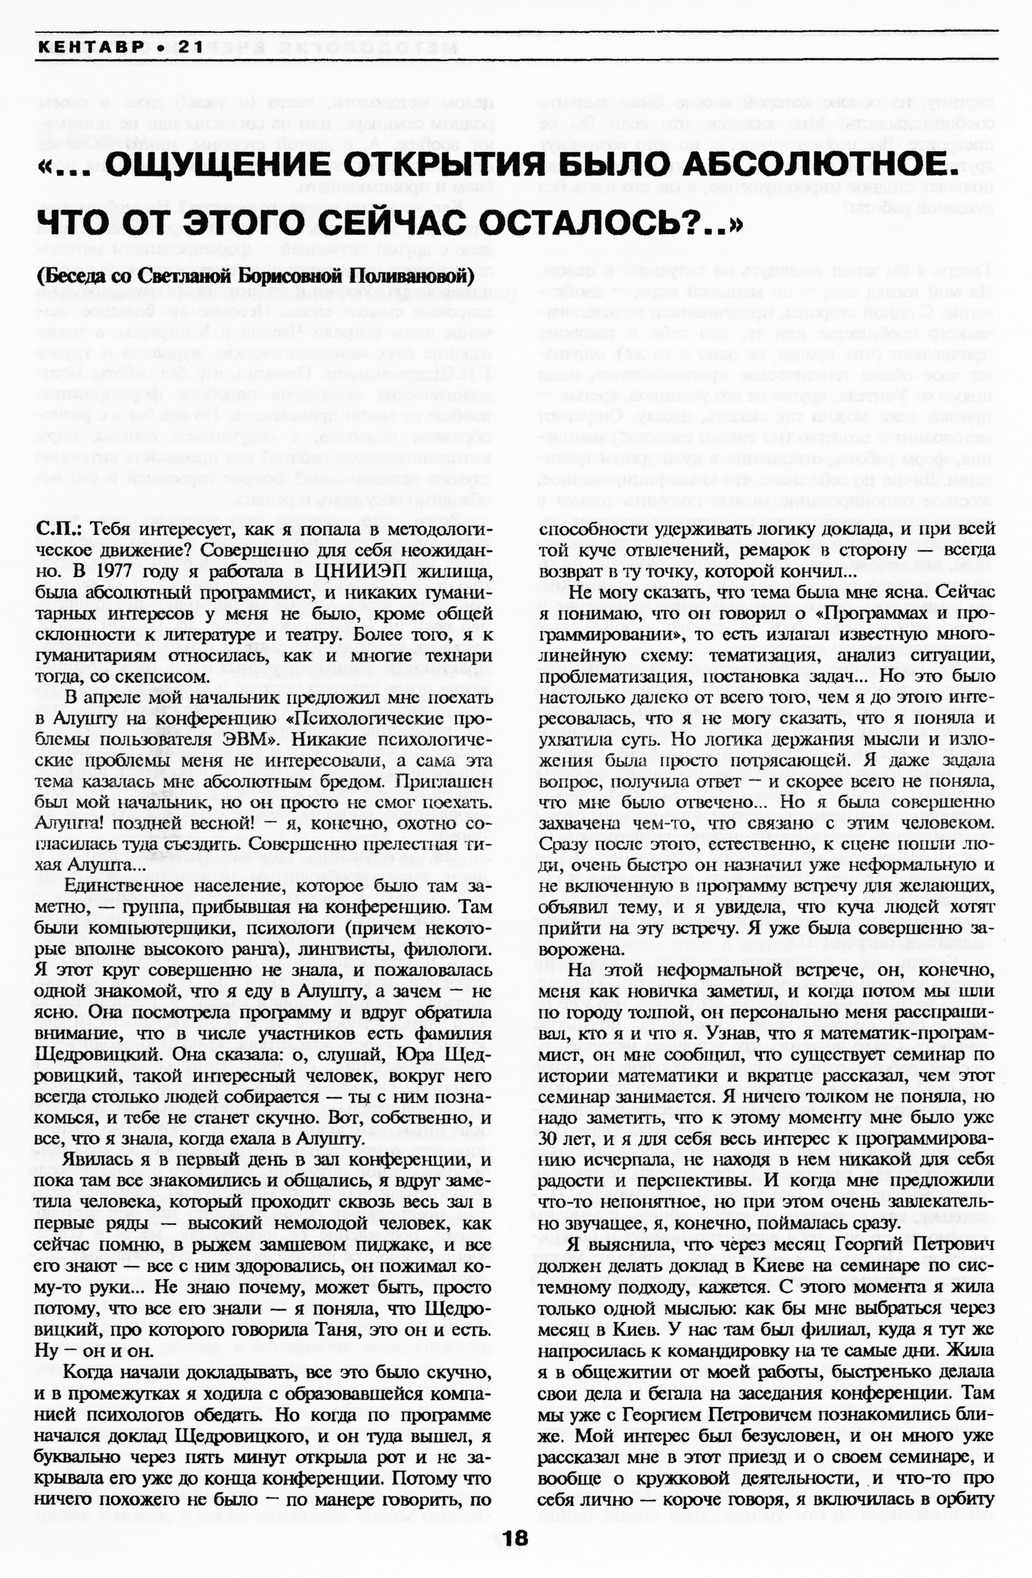 КЕНТАВР • 21
«... ОЩУЩЕНИЕ ОТКРЫТИЯ БЫЛО АБСОЛЮТНОЕ.
ЧТО ОТ ЭТОГО СЕЙЧАС ОСТАЛОСЬ?..»
(Беседа со Светланой Борисовной Поливановой)
С.П.: Тебя интересует, как я попала в методологи-
ческое движение? Совершенно для себя неожидан-
но. В 1977 году я работала в ЦНИИЭП жилища,
была абсолютный программист, и никаких гумани-
тарных интересов у меня не было, кроме общей
склонности к литературе и театру. Более того, я к
гуманитариям относилась, как и многие технари
тогда, со скепсисом.
В апреле мой начальник предложил мне поехать
в Алушту на конференцию «Психологические про-
блемы пользователя ЭВМ». Никакие психологиче-
ские проблемы меня не интересовали, а сама эта
тема казалась мне абсолютным бредом. Приглашен
был мой начальник, но он просто не смог поехать.
Алушта! поздней весной! — я, конечно, охотно со-
гласилась туда съездить. Совершенно прелестная ти-
хая Алушта...
Единственное население, которое было там за-
метно, — группа, прибывшая на конференцию. Там
были компьютерщики, психологи (причем некото-
рые вполне высокого ранга), лингвисты, филологи.
Я этот круг совершенно не знала, и пожаловалась
одной знакомой, что я еду в Алушту, а зачем — не
ясно. Она посмотрела программу и вдруг обратила
внимание, что в числе участников есть фамилия
Щедровицкий. Она сказала: о, слушай, Юра Щед-
ровицкий, такой интересный человек, вокруг него
всегда столько людей собирается — ты с ним позна-
комься, и тебе не станет скучно. Вот, собственно, и
все, что я знала, когда ехала в Алушту.
Явилась я в первый день в зал конференции, и
пока там все знакомились и общались, я вдруг заме-
тила человека, который проходит сквозь весь зал в
первые ряды — высокий немолодой человек, как
сейчас помню, в рыжем замшевом пиджаке, и все
его знают — все с ним здоровались, он пожимал ко-
му-то руки... Не знаю почему, может быть, просто
потому, что все его знали — я поняла, что Щедро-
вицкий, про которого говорила Таня, это он и есть.
Ну — он и он.
Когда начали докладывать, все это было скучно,
и в промежутках я ходила с образовавшейся компа-
нией психологов обедать. Но когда по программе
начался доклад Щедровицкого, и он туда вышел, я
буквально через пять минут открыла рот и не за-
крывала его уже до конца конференции. Потому что
ничего похожего не было — по манере говорить, по
способности удерживать логику доклада, и при всей
той куче отвлечений, ремарок в сторону — всегда
возврат в ту точку, которой кончил...
Не могу сказать, что тема была мне ясна. Сейчас
я понимаю, что он говорил о «Программах и про-
граммировании», то есть излагал известную много-
линейную схему: тематизация, анализ ситуации,
проблематизация, постановка задач... Но это было
настолько далеко от всего того, чем я до этого инте-
ресовалась, что я не могу сказать, что я поняла и
ухватила суть. Но логика держания мысли и изло-
жения была просто потрясающей. Я даже задала
вопрос, получила ответ — и скорее всего не поняла,
что мне было отвечено... Но я была совершенно
захвачена чем-то, что связано с этим человеком.
Сразу после этого, естественно, к сцене пошли лю-
ди, очень быстро он назначил уже неформальную и
не включенную в программу встречу для желающих,
объявил тему, и я увидела, что куча людей хотят
прийти на эту встречу. Я уже была совершенно за-
ворожена.
На этой неформальной встрече, он, конечно,
меня как новичка заметил, и когда потом мы шли
по городу толпой, он персонально меня расспраши-
вал, кто я и что я. Узнав, что я математик-програм-
мист, он мне сообщил, что существует семинар по
истории математики и вкратце рассказал, чем этот
семинар занимается. Я ничего толком не поняла, но
надо заметить, что к этому моменту мне было уже
30 лет, и я для себя весь интерес к программирова-
нию исчерпала, не находя в нем никакой для себя
радости и перспективы. И когда мне предложили
что-то непонятное, но при этом очень завлекатель-
но звучащее, я, конечно, поймалась сразу.
Я выяснила, что через месяц Георгий Петрович
должен делать доклад в Киеве на семинаре по сис-
темному подходу, кажется. С этого момента я жила
только одной мыслью: как бы мне выбраться через
месяц в Киев. У нас там был филиал, куда я тут же
напросилась к командировку на те самые дни. Жила
я в общежитии от моей работы, быстренько делала
свои дела и бегала на заседания конференции. Там
мы уже с Георгием Петровичем познакомились бли-
же. Мой интерес был безусловен, и он много уже
рассказал мне в этот приезд и о своем семинаре, и
вообще о кружковой деятельности, и что-то про
себя лично — короче говоря, я включилась в орбиту
18